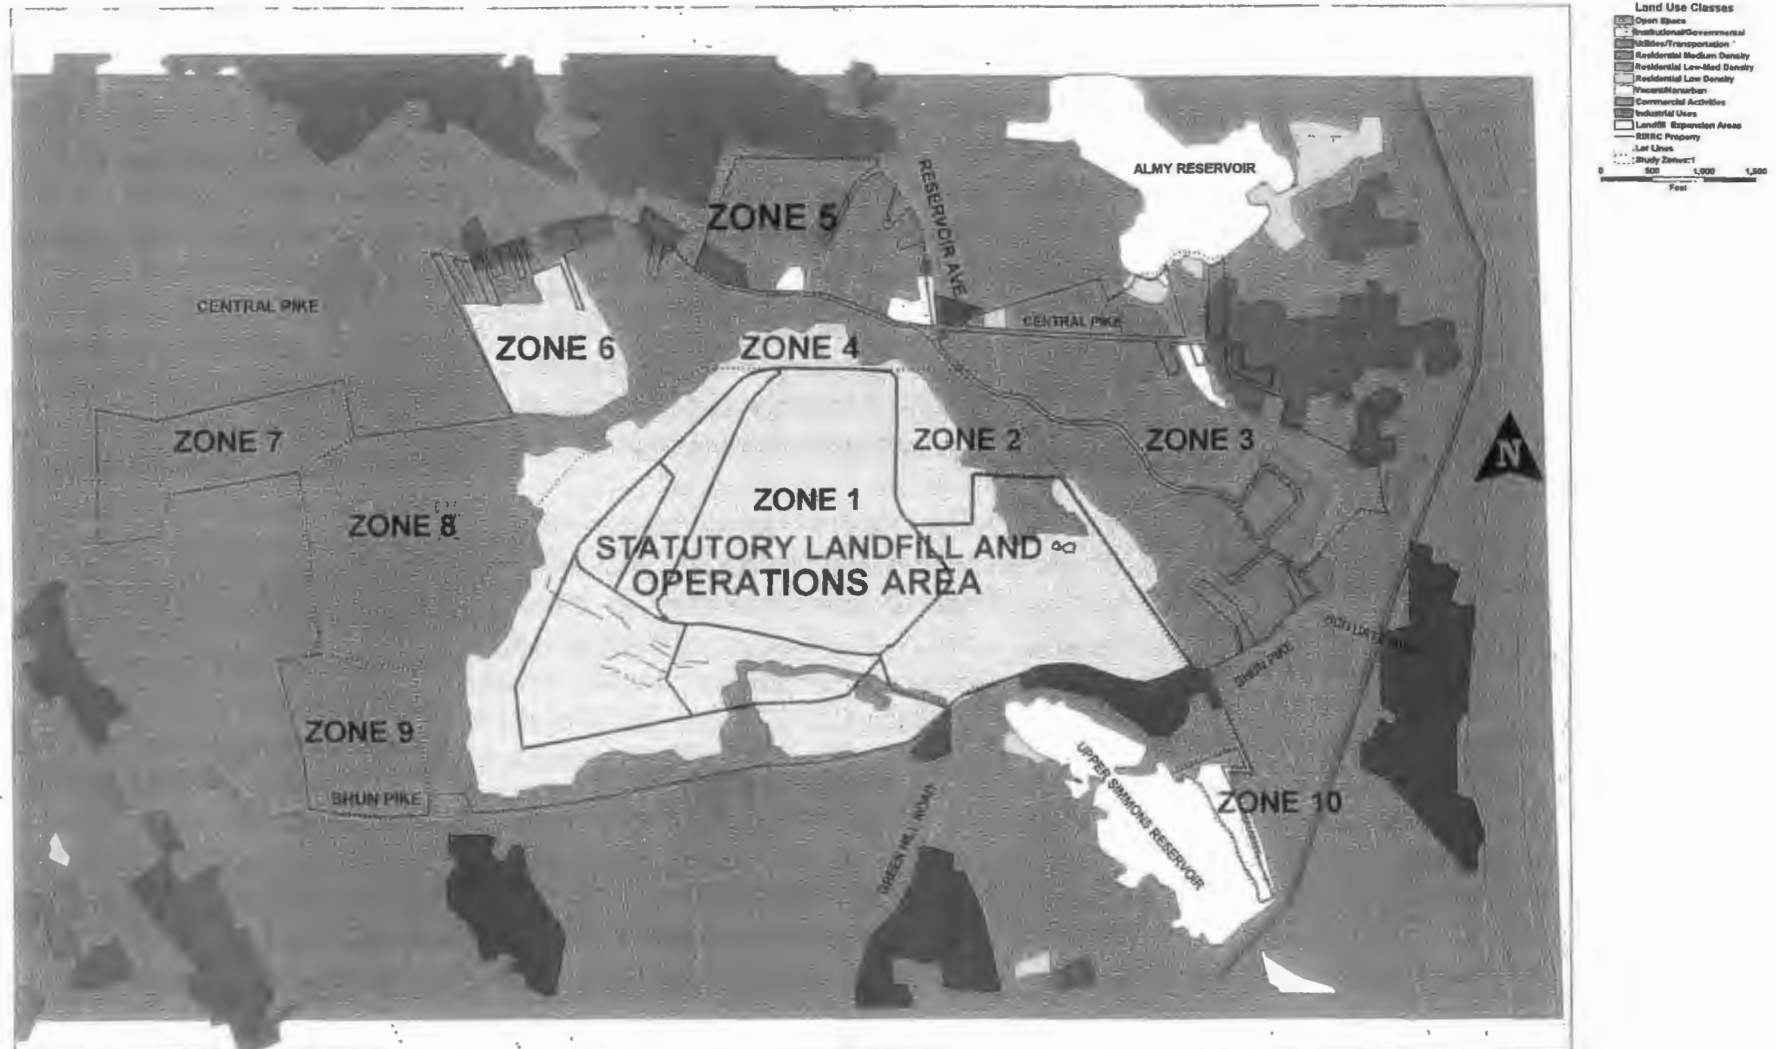 Land Use Classes
Open Space
Institutional/Governmental
Utilities/Transportation
Residential Medium Density
Residential Low-Med Density
Residential Low Density
Vacant/Nonurban
Commercial Activities
Industrial Uses
Landfill Expansion Areas
RIRRC Property
Lot Lines
Study Zones
0 500 1,000 1,500
Feet
ALMY RESERVOIR
RESERVOIR AVE
ZONE 5
CENTRAL PIKE
CENTRAL PIKE
ZONE 6
ZONE 4
ZONE 7
ZONE 2
ZONE 3
N
ZONE 1
ZONE 8
STATUTORY LANDFILL AND
OPERATIONS AREA
SHUN PIKE
ZONE 9
SHUN PIKE
UPPER SIMMONS RESERVOIR
ZONE 10
GREEN HILL ROAD